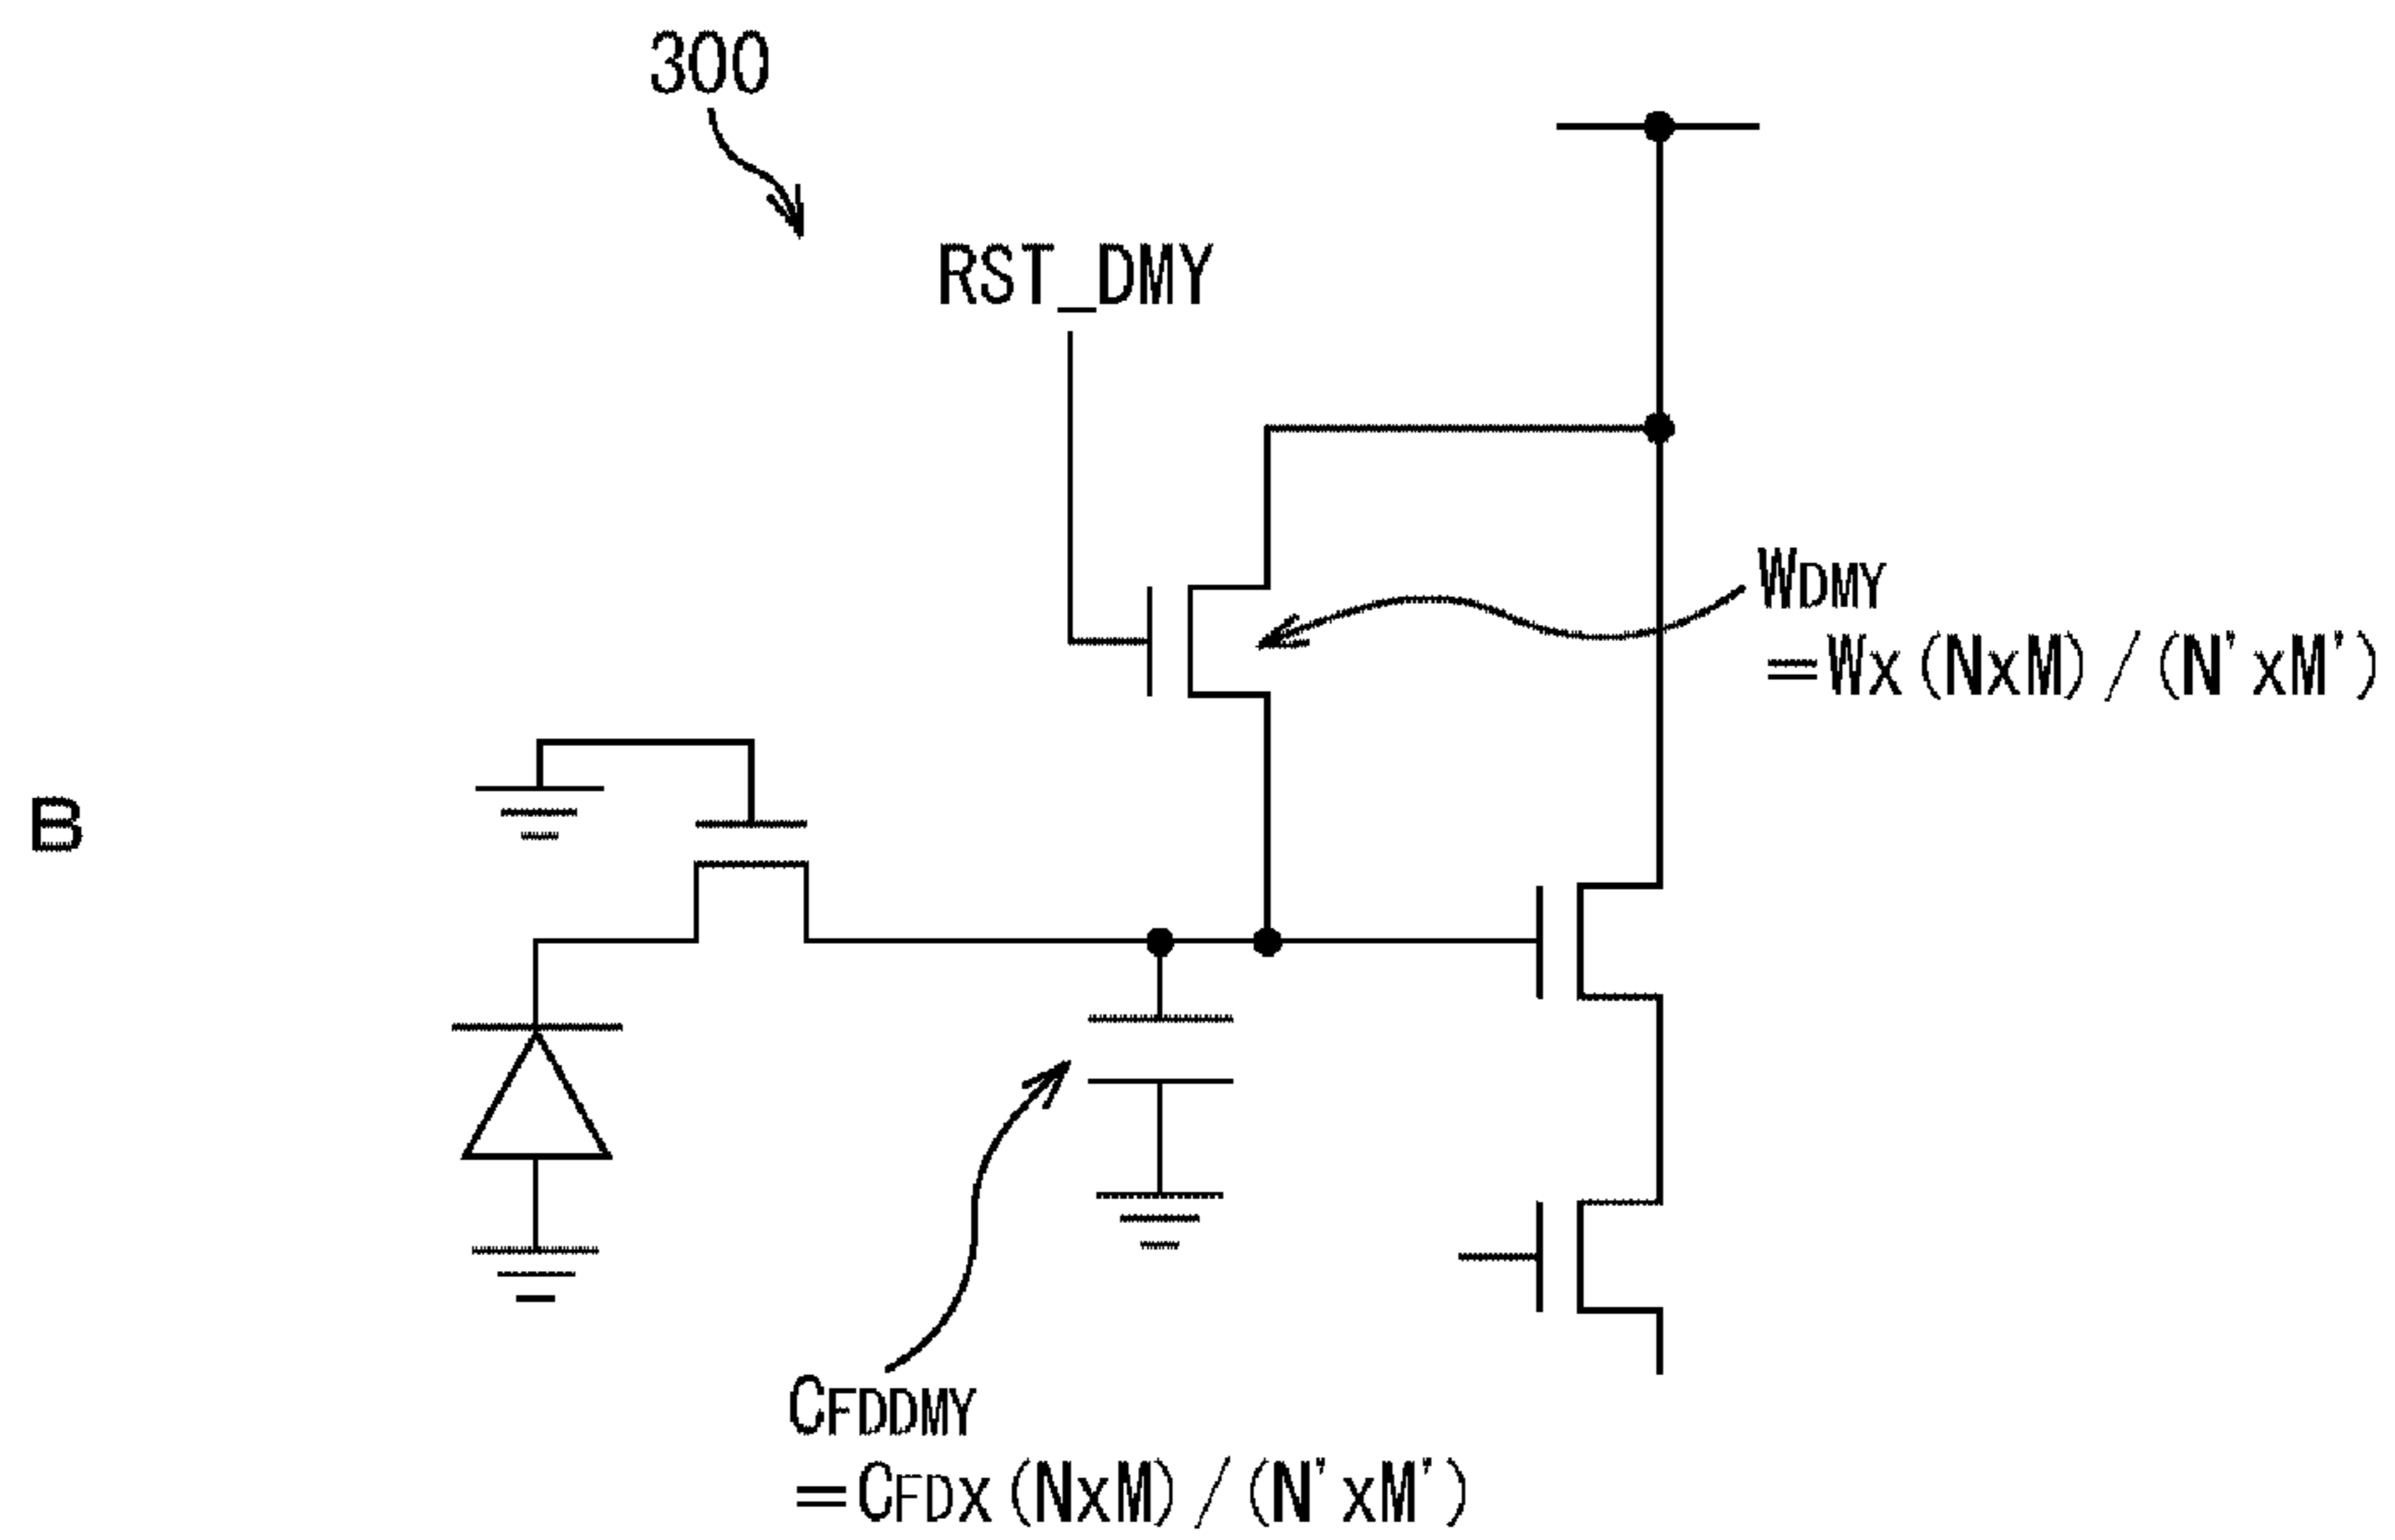 300
RST_DMY
WDMY
=Wx(NxM)/(N'xM')
B
CFDDMY
=CFDx(NxM)/(N'xM')